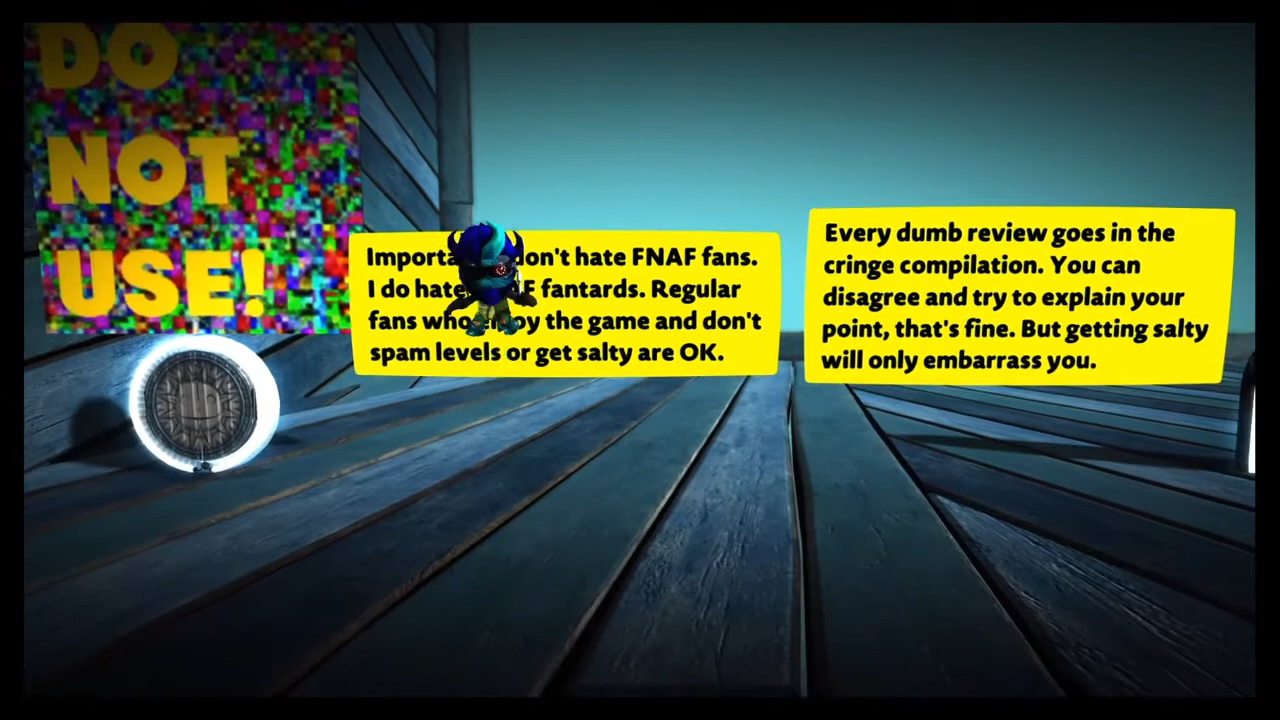 DO
NOT
USE!
don't hate FNAF fans.
I do hate fantards. Regular
fans who the game and don't
spam levels or get salty are OK.
Every dumb review goes in the
cringe compilation. You can
disagree and try to explain your
point, that's fine. But getting salty
will only embarrass you.